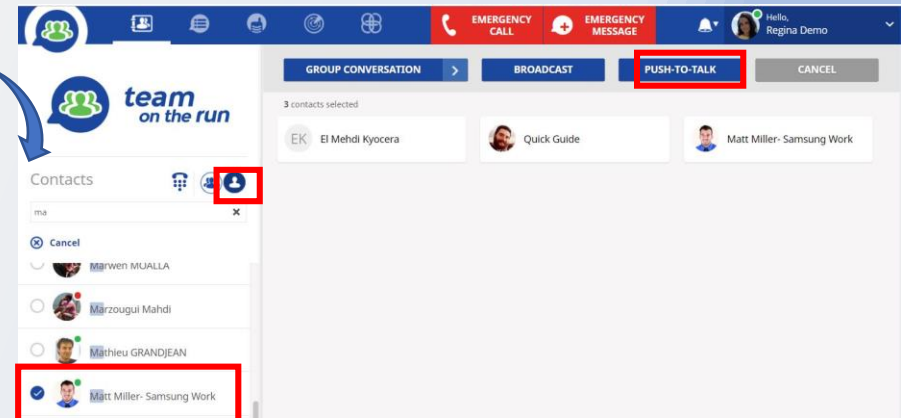 EMERGENCY CALL
EMERGENCY MESSAGE
Hello,
Regina Demo
team
on the run
GROUP CONVERSATION > BROADCAST PUSH-TO-TALK CANCEL
3 contacts selected
EK El Mehdi Kyocera
Quick Guide
Matt Miller- Samsung Work
Contacts
ma
Cancel
Marwen MOALLA
Marzougui Mahdi
Mathieu GRANDJEAN
Matt Miller- Samsung Work